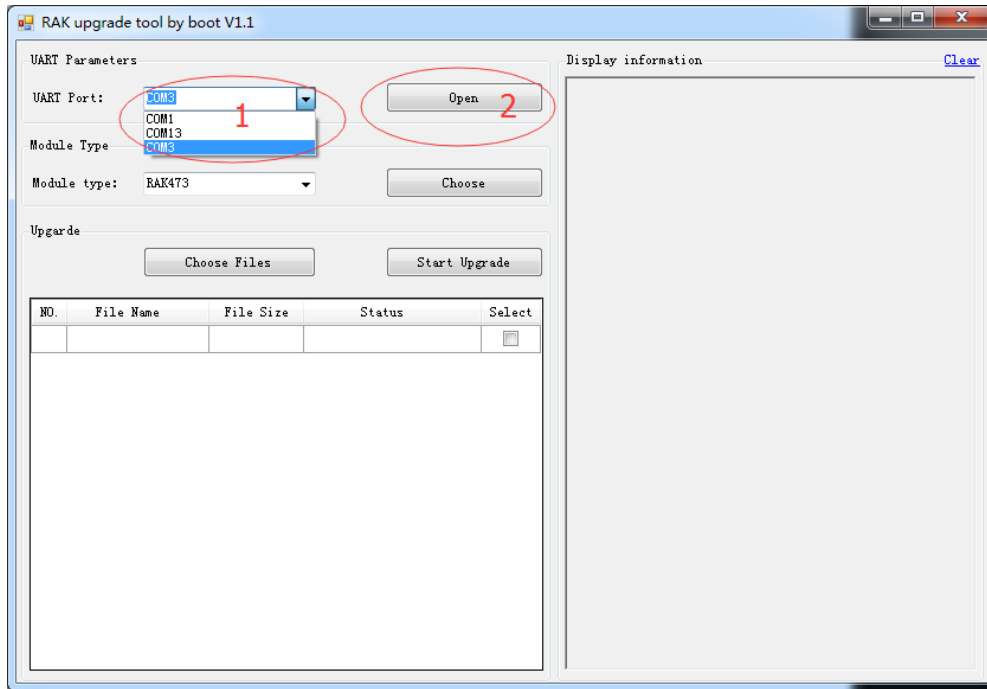 RAK upgrade tool by boot V1.1
UART Parameters
UART Port:
COM3
1
Open
2
COM1
COM13
COM3
Module Type
Module type:
RAK473
Choose
Upgarde
Choose Files
Start Upgrade
NO. File Name File Size Status Select
Display information
Clear